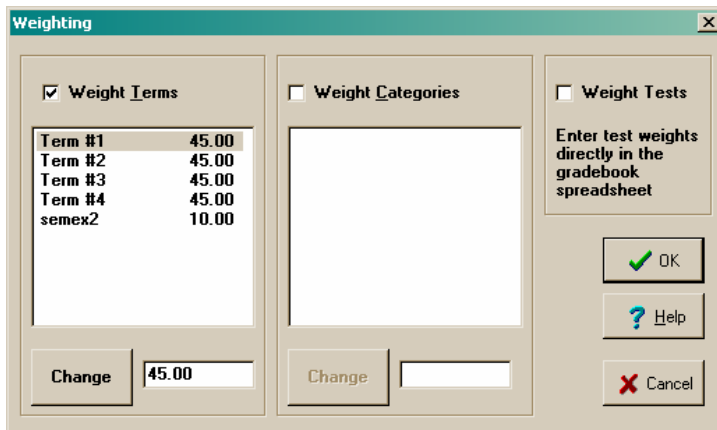 Weighting
Weight Terms
Term #1 45.00
Term #2 45.00
Term #3 45.00
Term #4 45.00
semex2 10.00
Change 45.00
Weight Categories
Change
Weight Tests
Enter test weights
directly in the
gradebook
spreadsheet
OK
? Help
Cancel